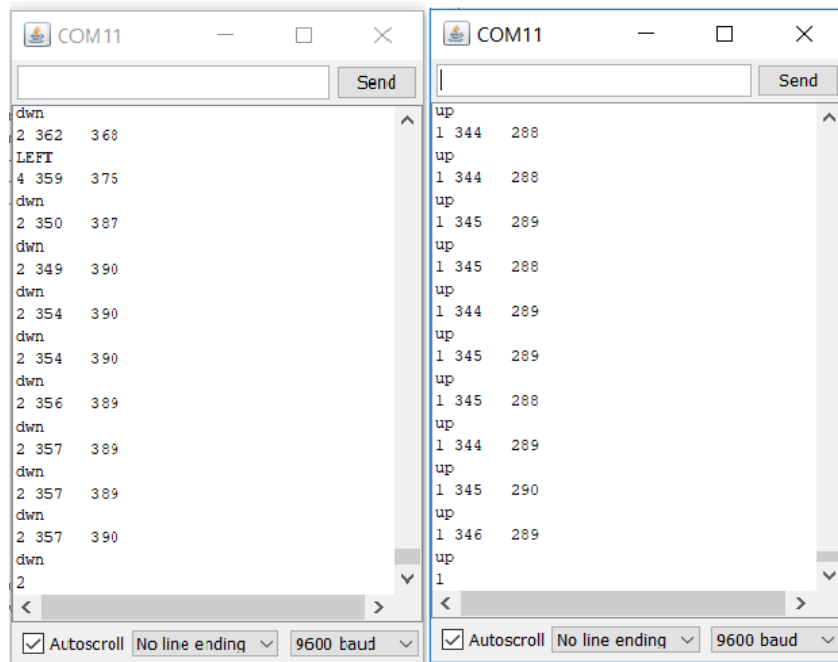 COM11
Send
dwn
2 362 368
LEFT
4 359 375
dwn
2 350 387
dwn
2 349 390
dwn
2 354 390
dwn
2 354 390
dwn
2 356 389
dwn
2 357 389
dwn
2 357 389
dwn
2 357 390
dwn
2
Autoscroll No line ending 9600 baud
COM11
Send
up
1 344 288
up
1 344 288
up
1 345 289
up
1 345 288
up
1 344 289
up
1 345 289
up
1 345 288
up
1 344 289
up
1 345 290
up
1 346 289
up
1
Autoscroll No line ending 9600 baud